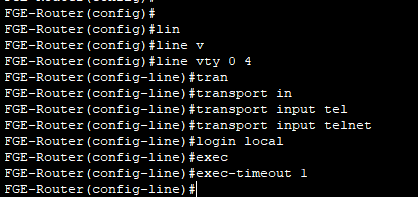 FGE-Router(config)#
FGE-Router(config)#lin
FGE-Router(config)#line v
FGE-Router(config)#line vty 0 4
FGE-Router(config-line)#tran
FGE-Router(config-line)#transport in
FGE-Router(config-line)#transport input tel
FGE-Router(config-line)#transport input telnet
FGE-Router(config-line)#login local
FGE-Router(config-line)#exec
FGE-Router(config-line)#exec-timeout 1
FGE-Router(config-line)#